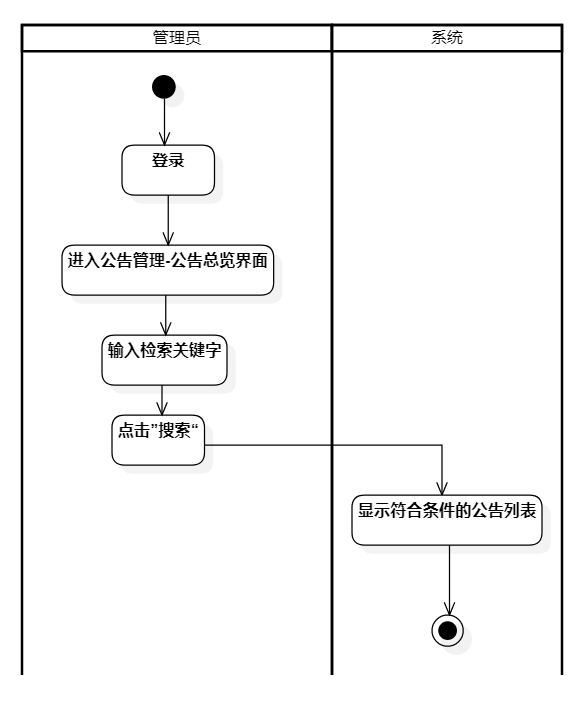 管理员
系统
登录
进入公告管理-公告总览界面
输入检索关键字
点击”搜索“
显示符合条件的公告列表